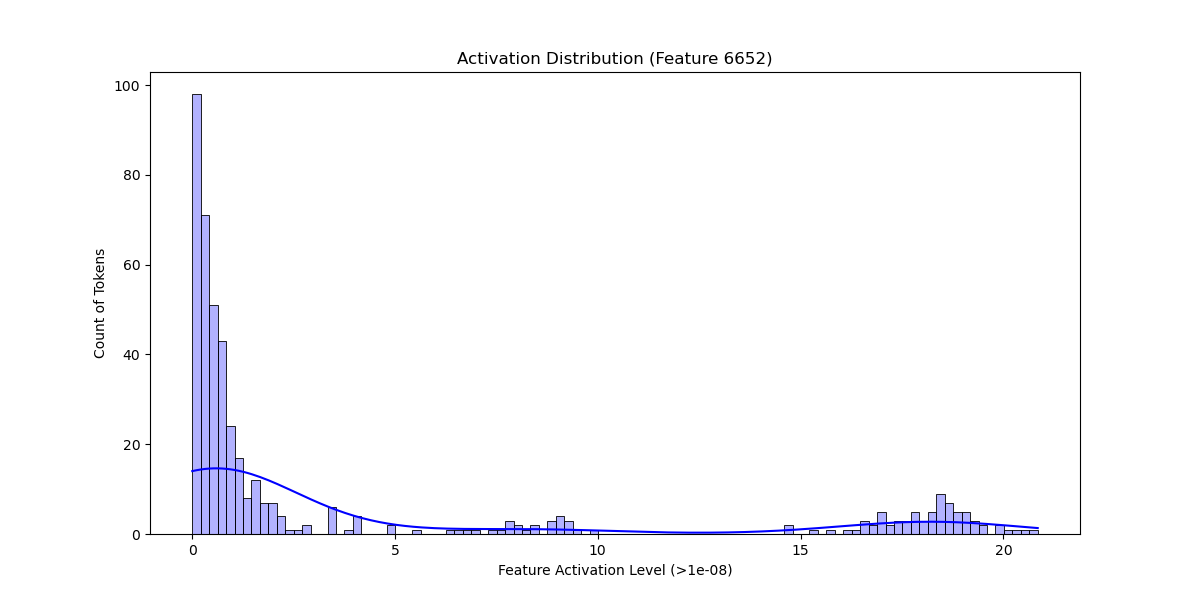 Activation Distribution (Feature 6652)
100
80
60
40
20
0
Count of Tokens
0 5 10 15 20
Feature Activation Level (>1e-08)